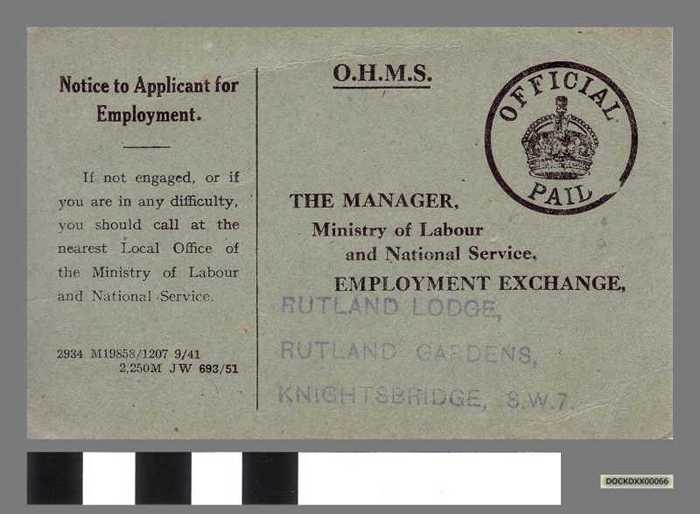 Notice to Applicant for
Employment.
If not engaged, or if
you are in any difficulty,
you should call at the
nearest Local Office of
the Ministry of Labour
and National Service.
2934 M19858/1207 9/41
2,250M J W 693/51
O.H.M.S.
OFFICIAL
PAID
THE MANAGER,
Ministry of Labour
and National Service,
EMPLOYMENT EXCHANGE,
RUTLAND LODGE,
RUTLAND GARDENS,
KNIGHTSBRIDGE, S.W.7.
DOCKDXX00066